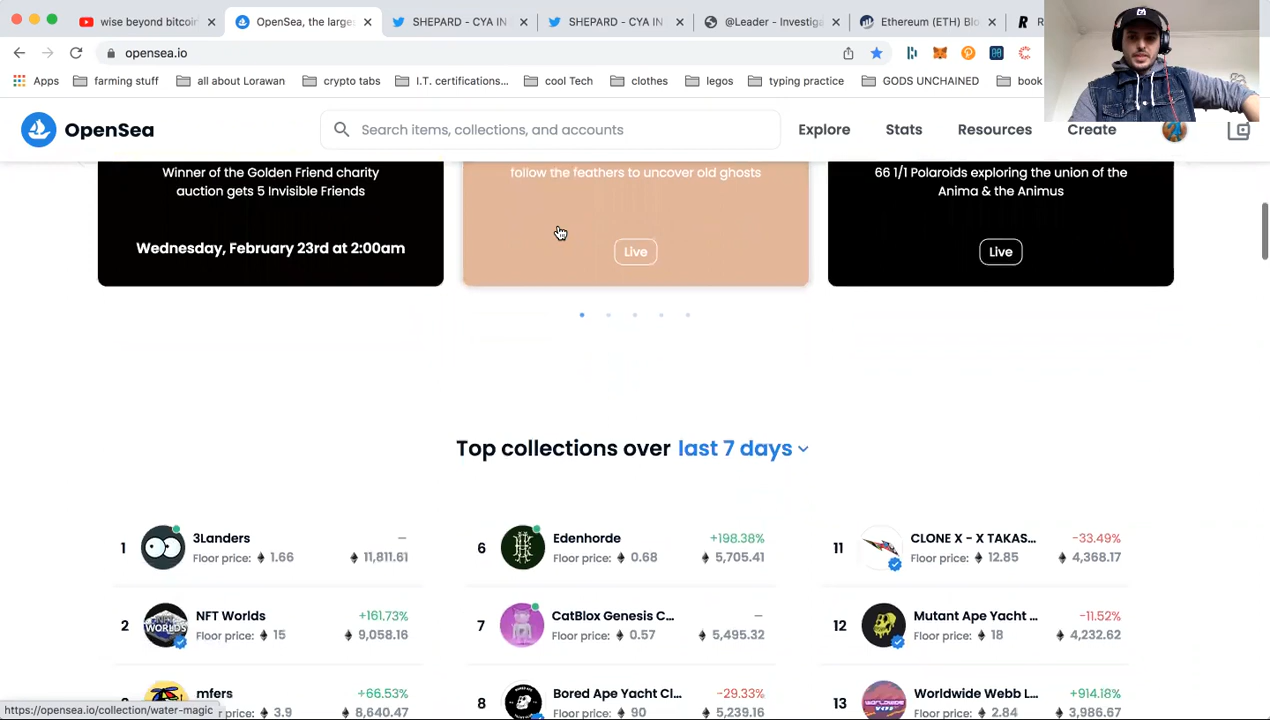 wise beyond bitcoin
OpenSea, the larges
SHEPARD - CYA IN
SHEPARD - CYA IN
@Leader - Investiga
Ethereum (ETH) Blo
R
opensea.io
Apps
farming stuff
all about Lorawan
crypto tabs
I.T. certifications...
cool Tech
clothes
legos
typing practice
GODS UNCHAINED
book
OpenSea
Search items, collections, and accounts
Explore
Stats
Resources
Create
Winner of the Golden Friend charity
auction gets 5 Invisible Friends
Wednesday, February 23rd at 2:00am
follow the feathers to uncover old ghosts
Live
66 1/1 Polaroids exploring the union of the
Anima & the Animus
Live
Top collections over last 7 days
1 3Landers —
Floor price: 1.66 11,811.61
2 NFT Worlds +161.73%
Floor price: 15 9,058.16
mfers +66.53%
Floor price: 3.9 8,640.47
6 Edenhorde +198.38%
Floor price: 0.68 5,705.41
7 CatBlox Genesis C... —
Floor price: 0.57 5,495.32
8 Bored Ape Yacht Cl... -29.33%
Floor price: 90 5,239.16
11 CLONE X - X TAKAS... -33.49%
Floor price: 12.85 4,368.17
12 Mutant Ape Yacht ... -11.52%
Floor price: 18 4,232.62
13 Worldwide Webb L... +914.18%
Floor price: 2.84 3,986.67
https://opensea.io/collection/water-magic